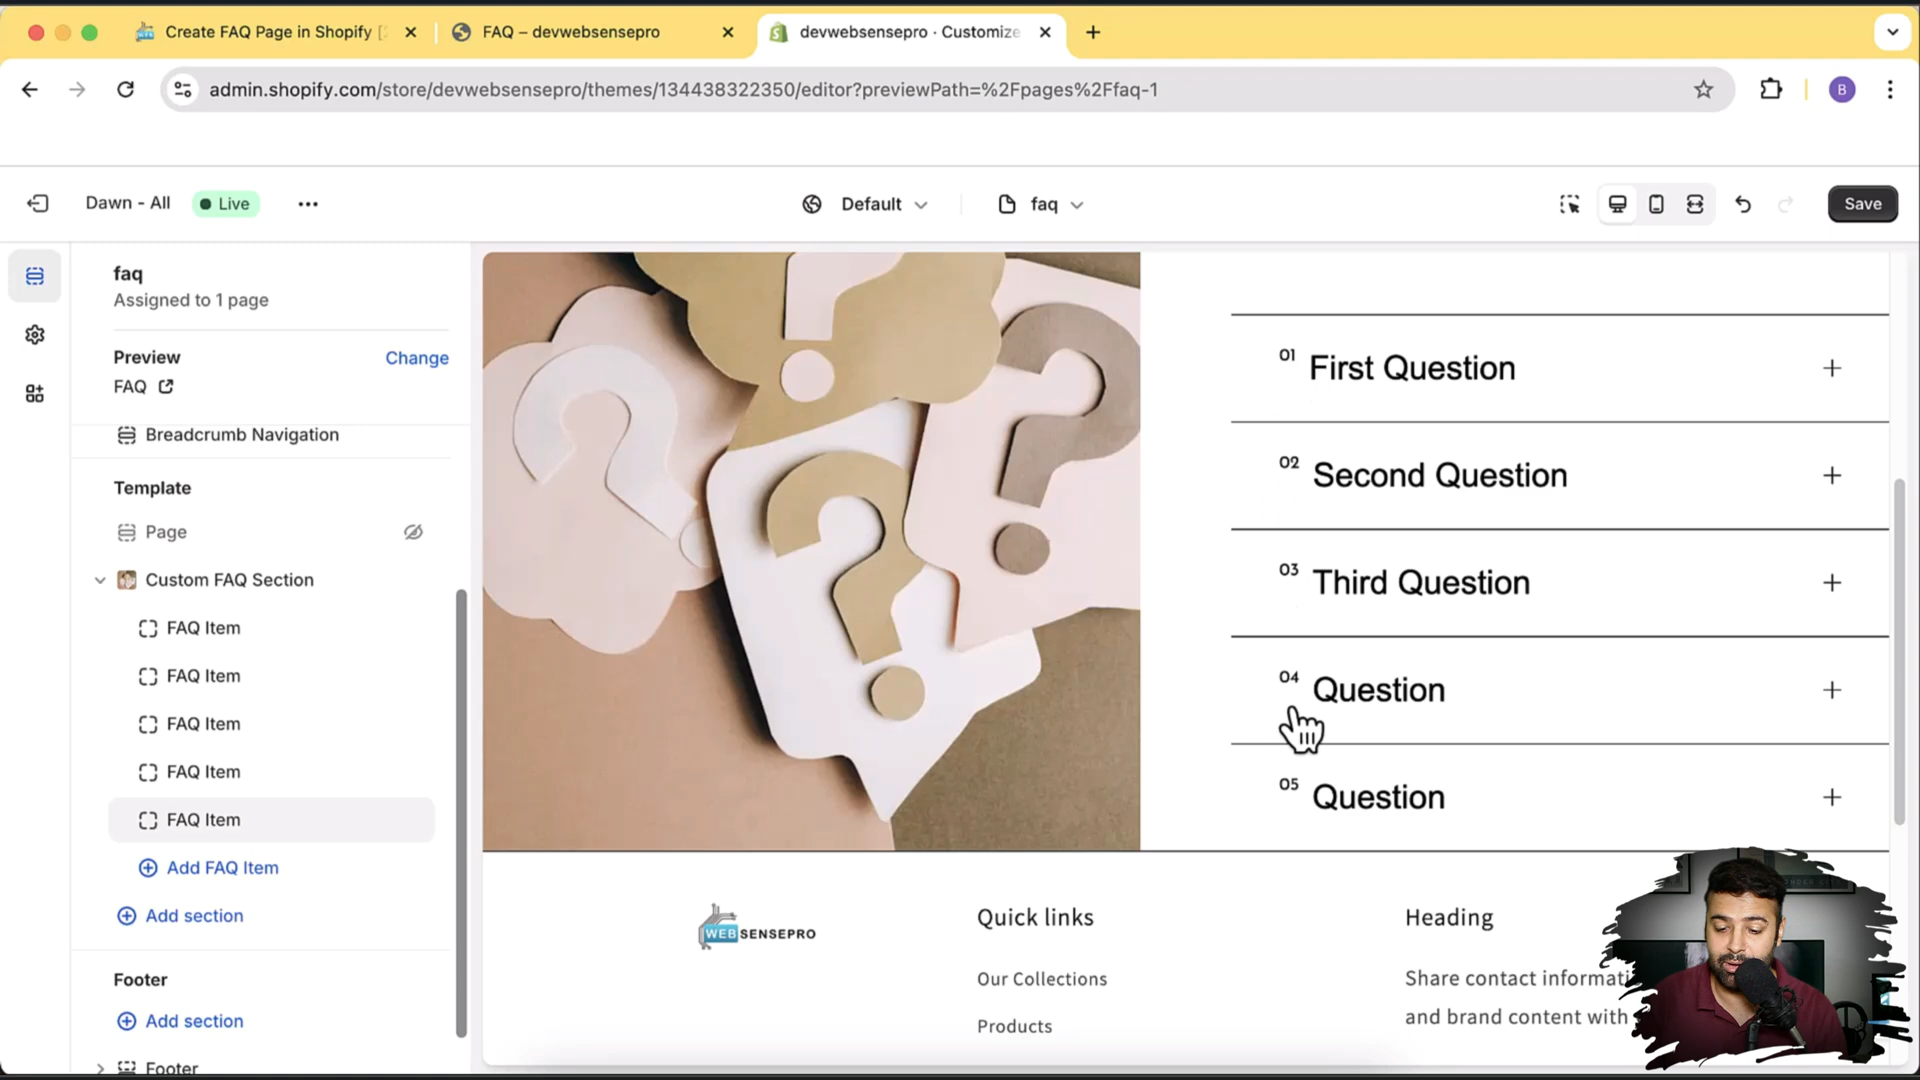 Create FAQ Page in Shopify [
FAQ – devwebsensepro
devwebsensepro · Customize
admin.shopify.com/store/devwebsensepro/themes/134438322350/editor?previewPath=%2Fpages%2Ffaq-1
B
Dawn - All
Live
Default
faq
Save
faq
Assigned to 1 page
Preview
Change
FAQ
Breadcrumb Navigation
Template
Page
Custom FAQ Section
FAQ Item
FAQ Item
FAQ Item
FAQ Item
FAQ Item
Add FAQ Item
Add section
Footer
Add section
Footer
01 First Question
02 Second Question
03 Third Question
04 Question
05 Question
WEBSENSEPRO
Quick links
Our Collections
Products
Heading
Share contact informati
and brand content with